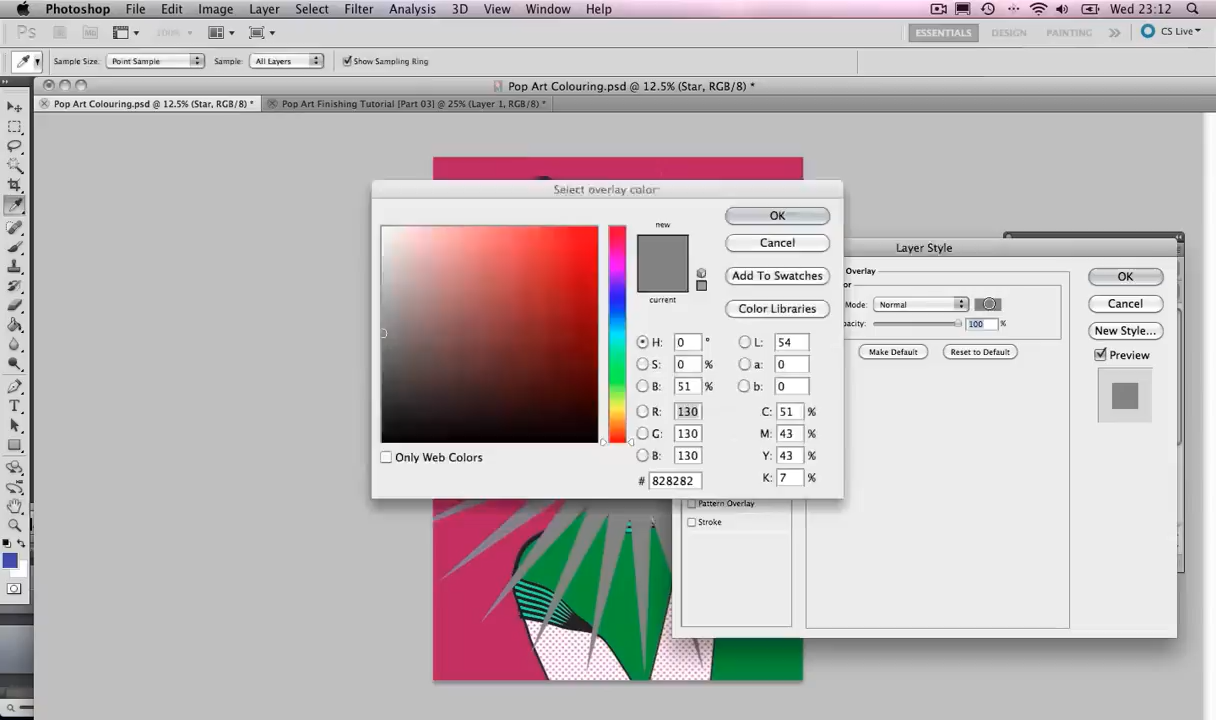 Photoshop File Edit Image Layer Select Filter Analysis 3D View Window Help Wed 23:12
Ps Mb 100% ESSENTIALS DESIGN PAINTING CS Live
Sample Size: Point Sample Sample: All Layers Show Sampling Ring
Pop Art Colouring.psd @ 12.5% (Star, RGB/8) *
Pop Art Colouring.psd @ 12.5% (Star, RGB/8) * Pop Art Finishing Tutorial [Part 03] @ 25% (Layer 1, RGB/8) *
Select overlay color:
new
current
OK
Cancel
Add To Swatches
Color Libraries
H: 0 ° L: 54
S: 0 % a: 0
B: 51 % b: 0
R: 130 C: 51 %
G: 130 M: 43 %
B: 130 Y: 43 %
# 828282 K: 7 %
Only Web Colors
Layer Style
Overlay
or
Mode: Normal
pacity: 100 %
Make Default Reset to Default
OK
Cancel
New Style...
Preview
Pattern Overlay
Stroke
T